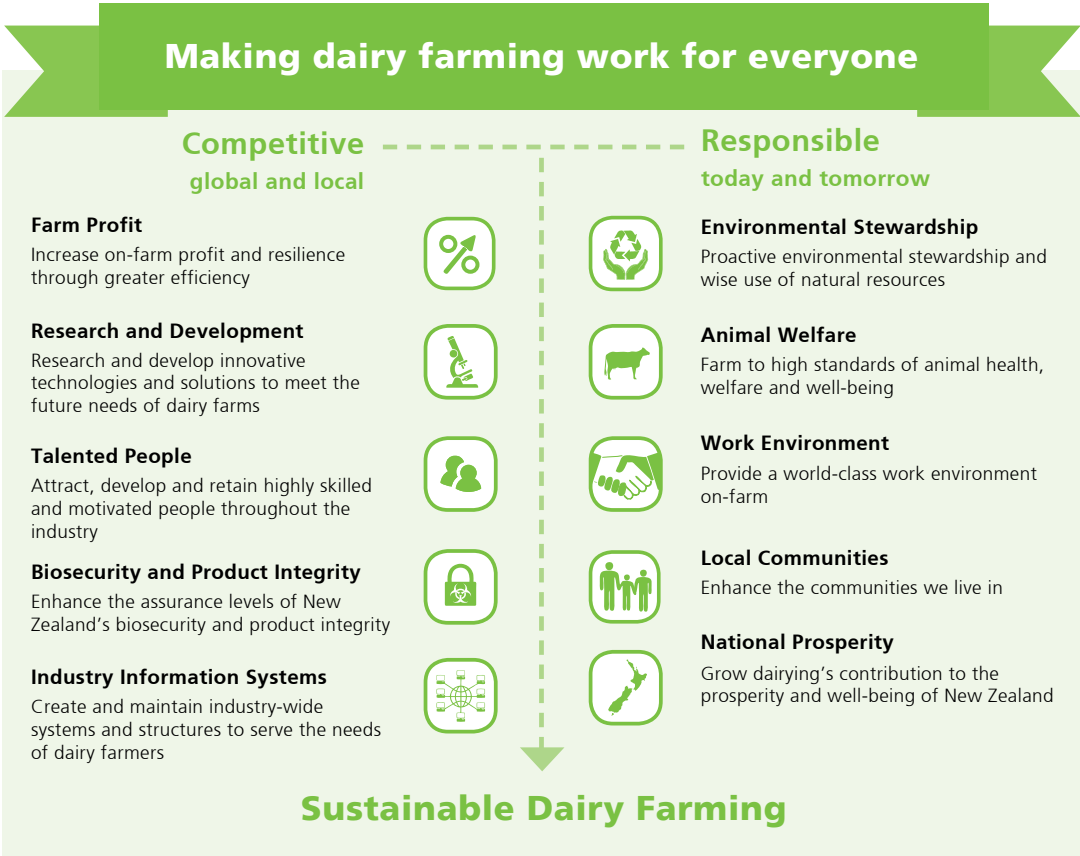 Making dairy farming work for everyone
Competitive
global and local
Farm Profit
Increase on-farm profit and resilience
through greater efficiency
Research and Development
Research and develop innovative
technologies and solutions to meet the
future needs of dairy farms
Talented People
Attract, develop and retain highly skilled
and motivated people throughout the
industry
Biosecurity and Product Integrity
Enhance the assurance levels of New
Zealand’s biosecurity and product integrity
Industry Information Systems
Create and maintain industry-wide
systems and structures to serve the needs
of dairy farmers
Responsible
today and tomorrow
Environmental Stewardship
Proactive environmental stewardship and
wise use of natural resources
Animal Welfare
Farm to high standards of animal health,
welfare and well-being
Work Environment
Provide a world-class work environment
on-farm
Local Communities
Enhance the communities we live in
National Prosperity
Grow dairying’s contribution to the
prosperity and well-being of New Zealand
Sustainable Dairy Farming